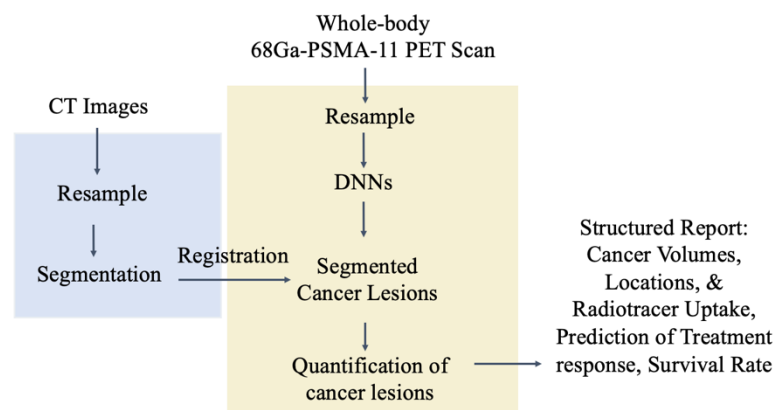 Whole-body
68Ga-PSMA-11 PET Scan
CT Images
Resample
Segmentation
Registration
Resample
DNNs
Segmented
Cancer Lesions
Quantification of
cancer lesions
Structured Report:
Cancer Volumes,
Locations, &
Radiotracer Uptake,
Prediction of Treatment
response, Survival Rate